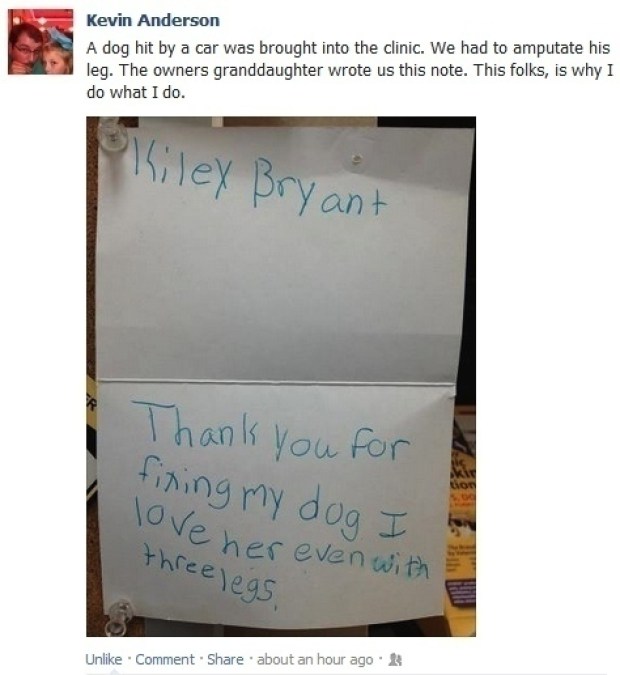 Kevin Anderson
A dog hit by a car was brought into the clinic. We had to amputate his
leg. The owners granddaughter wrote us this note. This folks, is why I
do what I do.
Kiley Bryant
Thank you for
fixing my dog I
love her even with
three legs.
Unlike · Comment · Share · about an hour ago ·